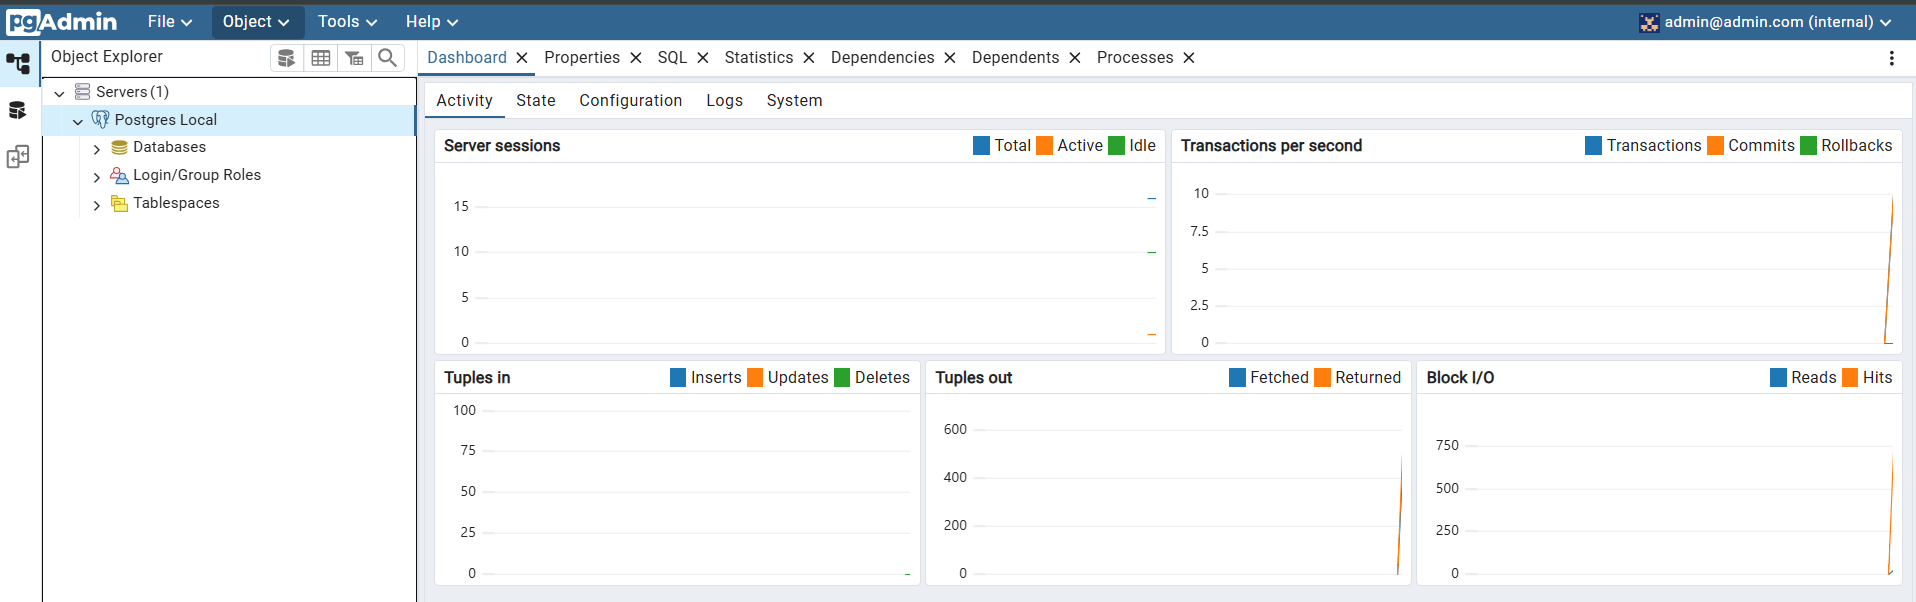 pgAdmin File Object Tools Help admin@admin.com (internal)
Object Explorer
Servers (1)
Postgres Local
Databases
Login/Group Roles
Tablespaces
Dashboard Properties SQL Statistics Dependencies Dependents Processes
Activity State Configuration Logs System
Server sessions Total Active Idle
15
10
5
0
Transactions per second Transactions Commits Rollbacks
10
7.5
5
2.5
0
Tuples in Inserts Updates Deletes
100
75
50
25
0
Tuples out Fetched Returned
600
400
200
0
Block I/O Reads Hits
750
500
250
0